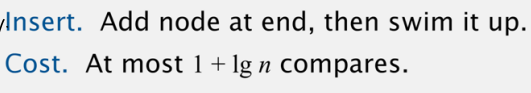 Insert. Add node at end, then swim it up.
Cost. At most 1 + lg n compares.